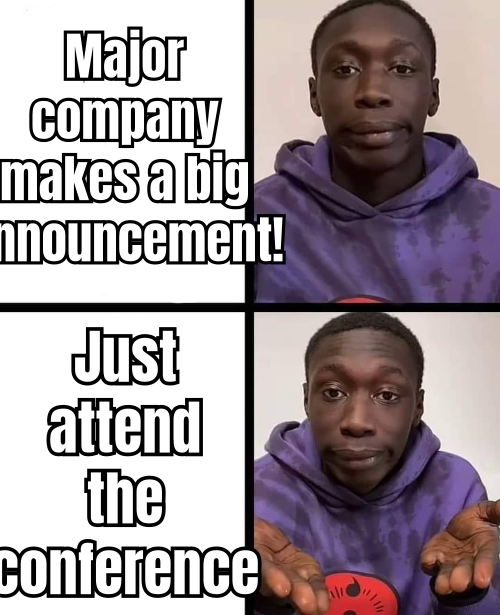 Major
company
makes a big
nnouncement!
Just
attend
the
conference